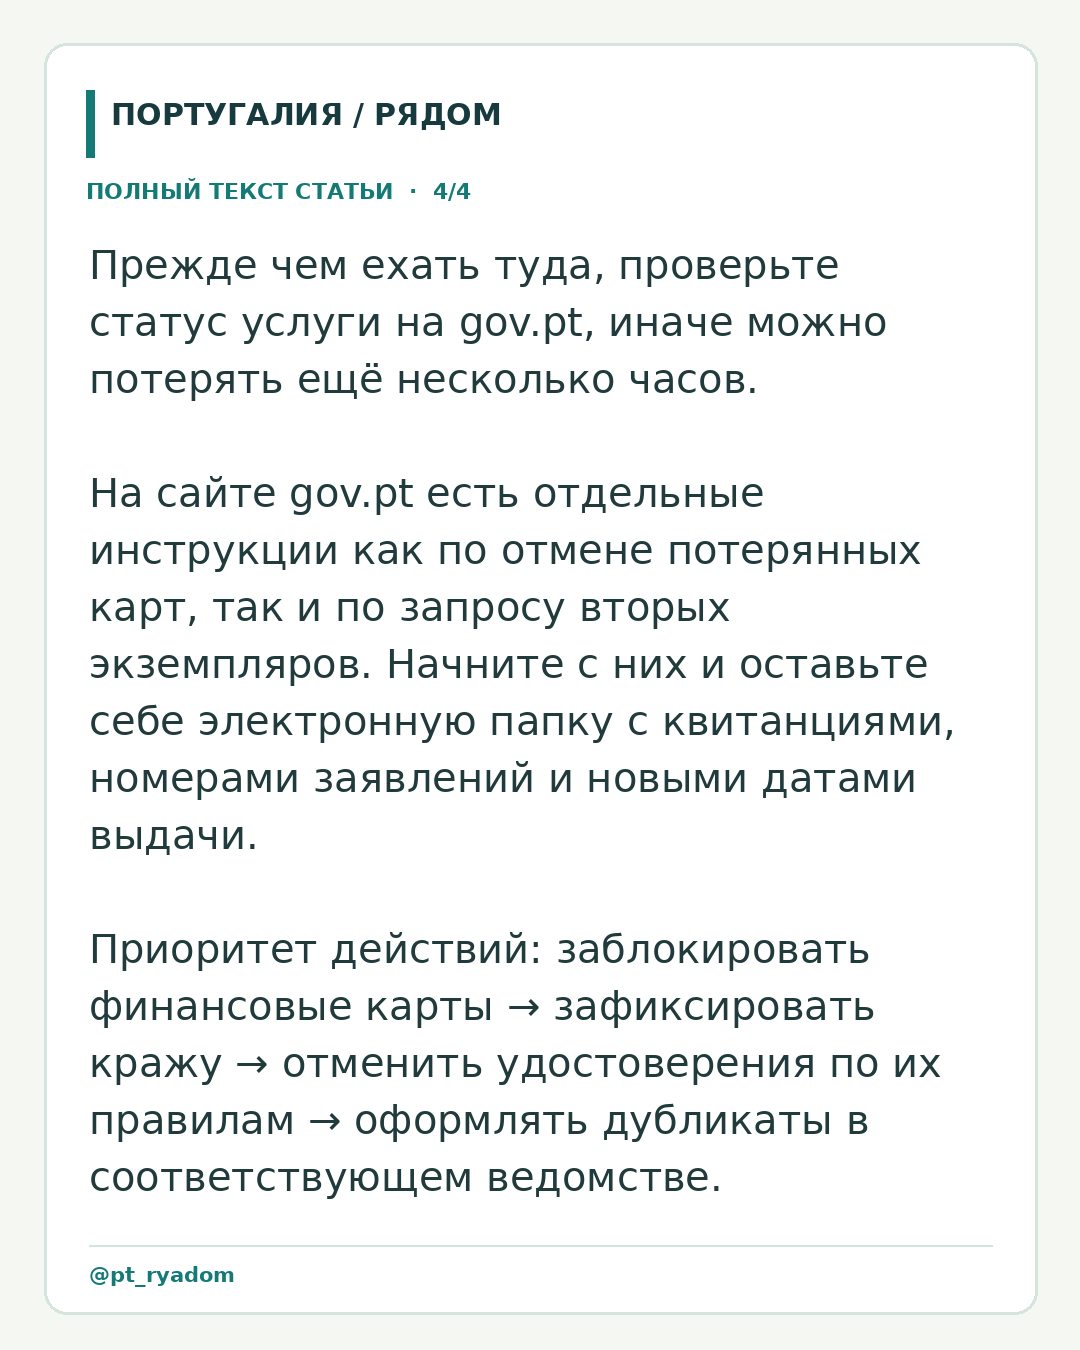 ПОРТУГАЛИЯ / РЯДОМ
ПОЛНЫЙ ТЕКСТ СТАТЬИ · 4/4
Прежде чем ехать туда, проверьте
статус услуги на gov.pt, иначе можно
потерять ещё несколько часов.
На сайте gov.pt есть отдельные
инструкции как по отмене потерянных
карт, так и по запросу вторых
экземпляров. Начните с них и оставьте
себе электронную папку с квитанциями,
номерами заявлений и новыми датами
выдачи.
Приоритет действий: заблокировать
финансовые карты → зафиксировать
кражу → отменить удостоверения по их
правилам → оформлять дубликаты в
соответствующем ведомстве.
@pt_ryadom